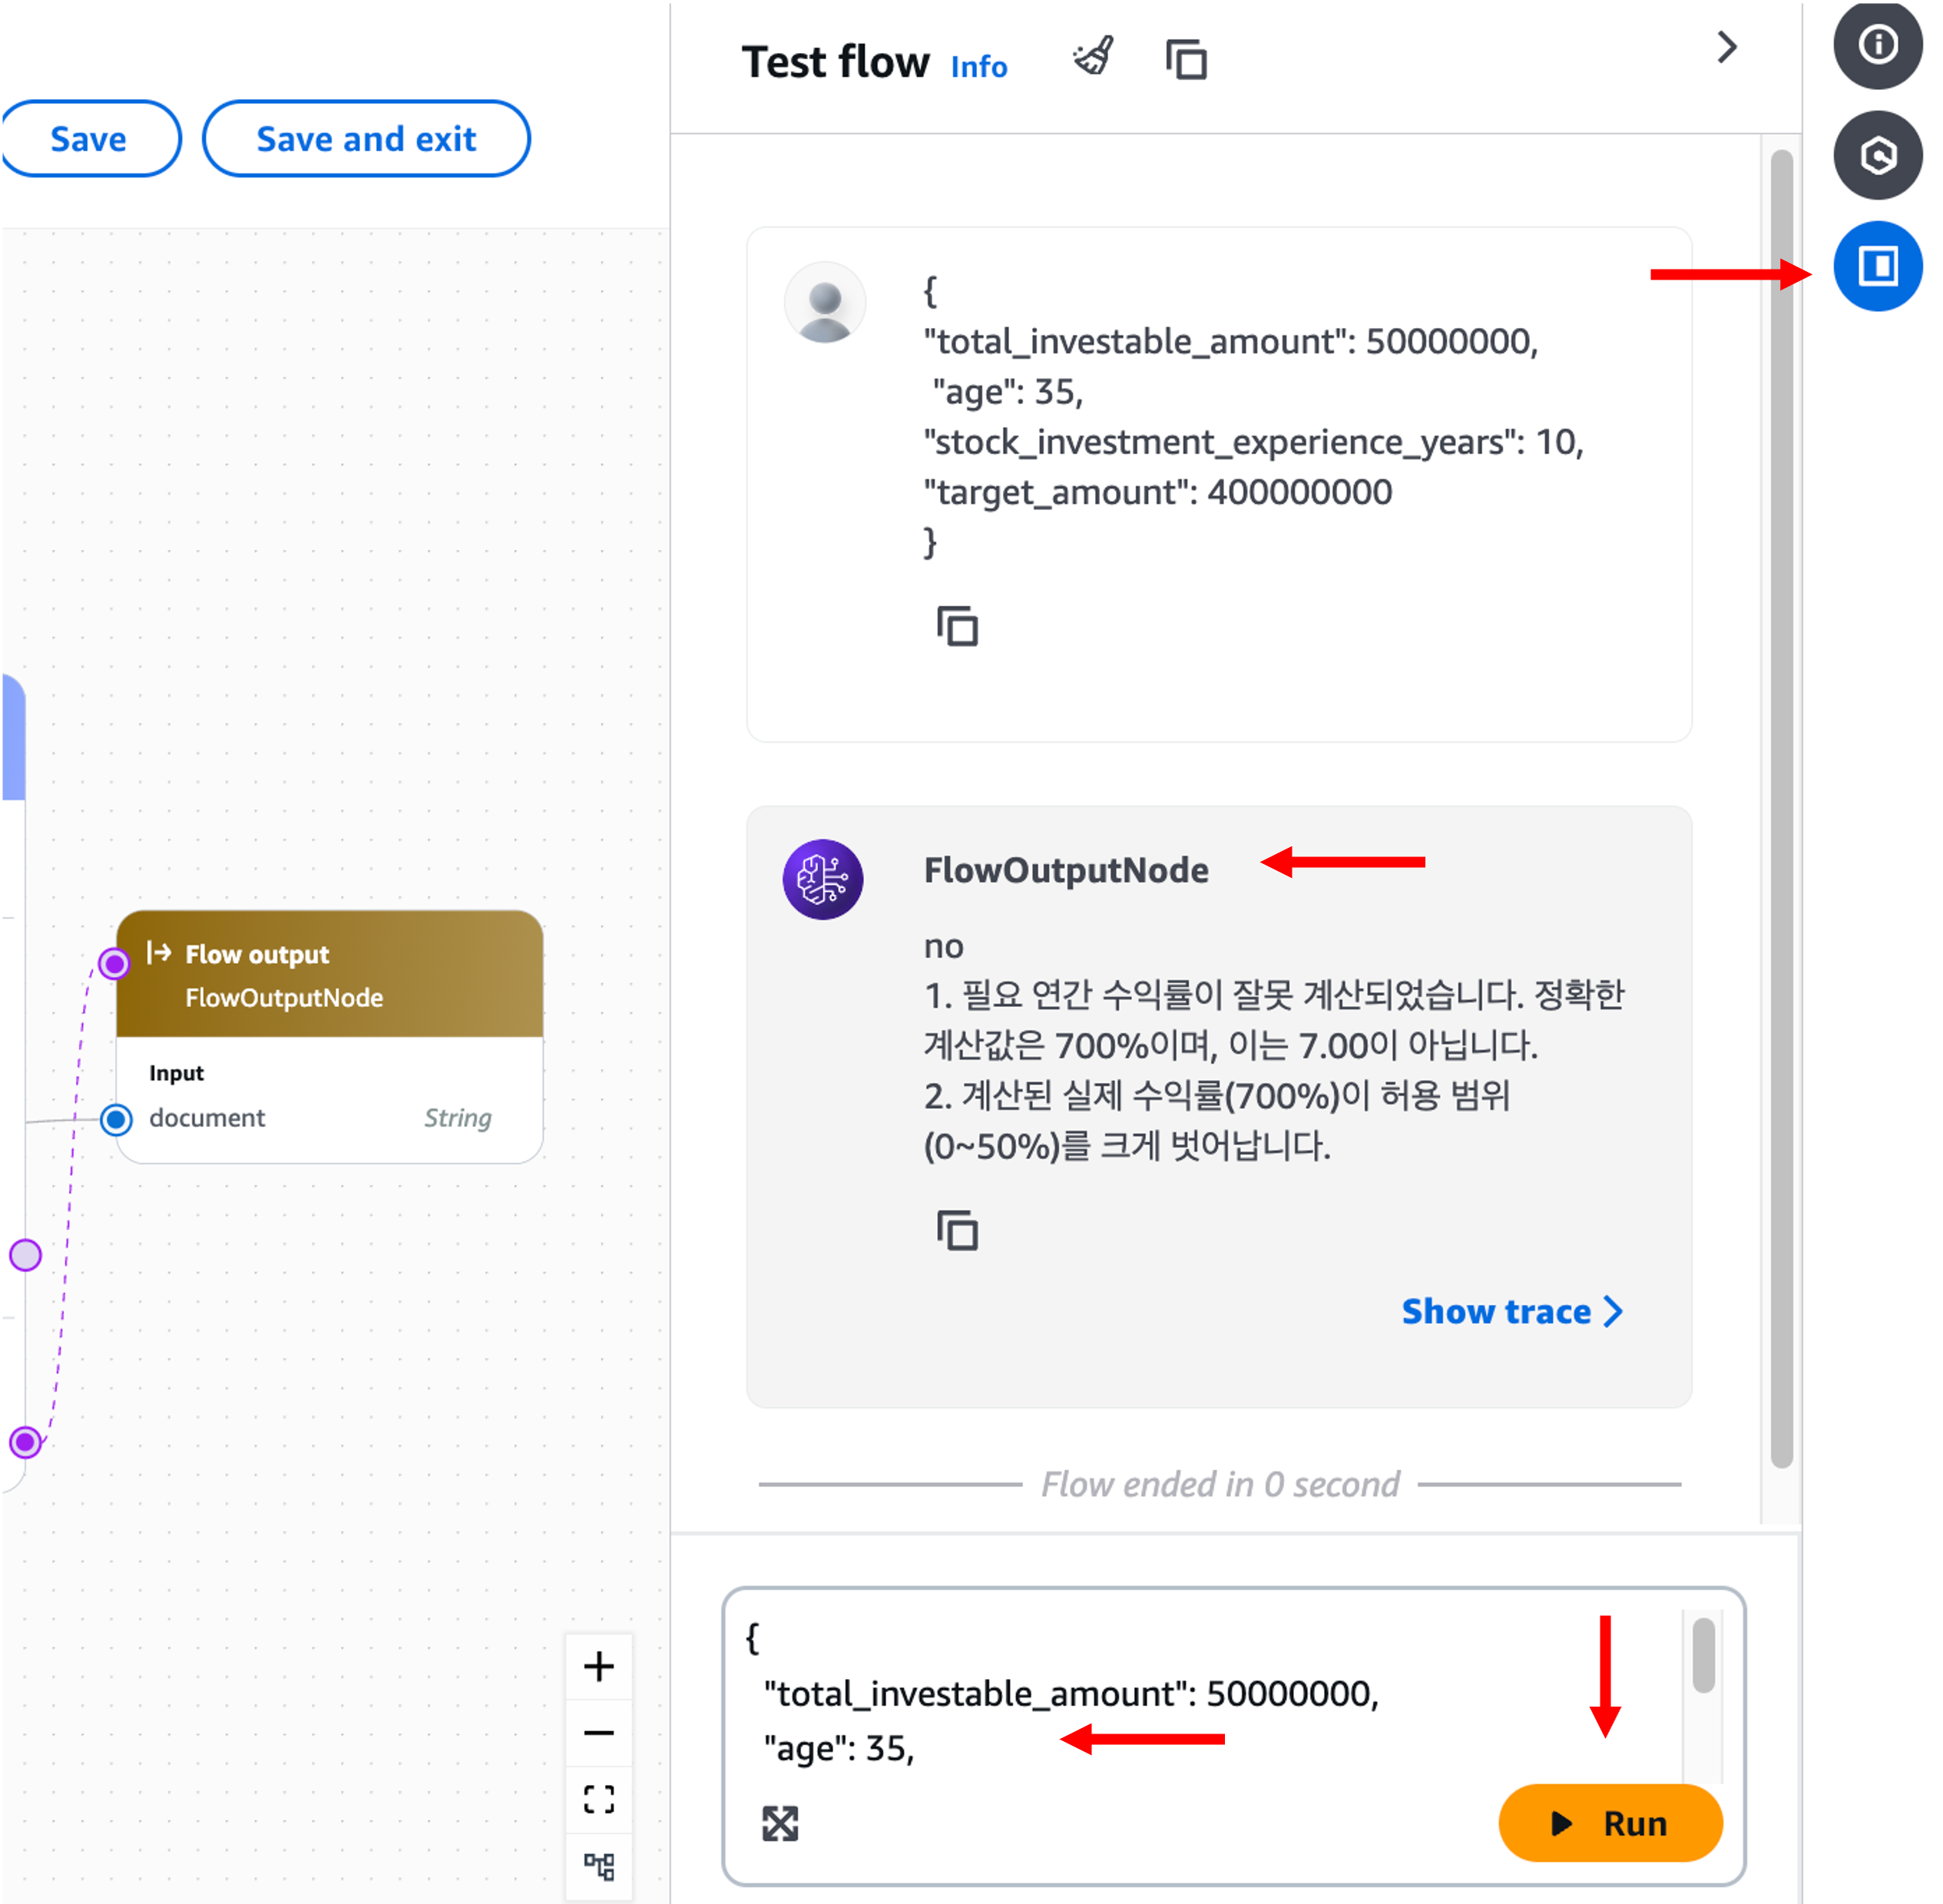 Save
Save and exit
Flow output
FlowOutputNode
Input
document
String
Test flow
Info
{
"total_investable_amount": 50000000,
"age": 35,
"stock_investment_experience_years": 10,
"target_amount": 400000000
}
FlowOutputNode
no
1. 필요 연간 수익률이 잘못 계산되었습니다. 정확한
계산값은 700%이며, 이는 7.00이 아닙니다.
2. 계산된 실제 수익률(700%)이 허용 범위
(0~50%)를 크게 벗어납니다.
Show trace
Flow ended in 0 second
{
"total_investable_amount": 50000000,
"age": 35,
Run